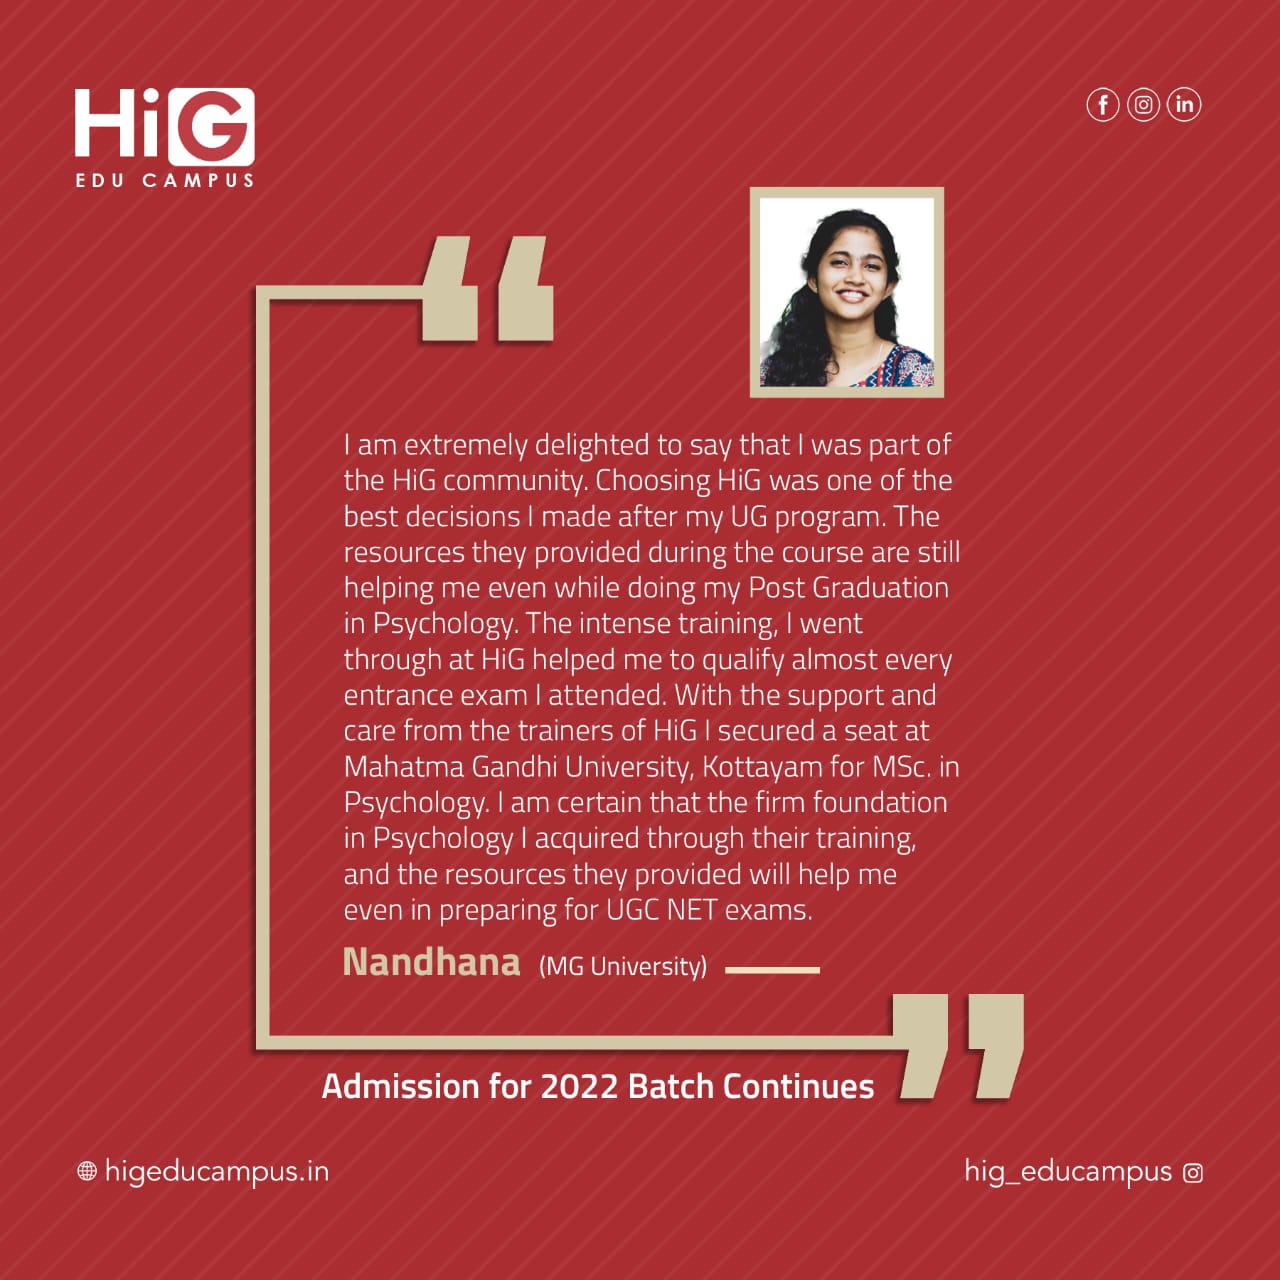 HiG
EDU CAMPUS
I am extremely delighted to say that I was part of
the HiG community. Choosing HiG was one of the
best decisions I made after my UG program. The
resources they provided during the course are still
helping me even while doing my Post Graduation
in Psychology. The intense training, I went
through at HiG helped me to qualify almost every
entrance exam I attended. With the support and
care from the trainers of HiG I secured a seat at
Mahatma Gandhi University, Kottayam for MSc. in
Psychology. I am certain that the firm foundation
in Psychology I acquired through their training,
and the resources they provided will help me
even in preparing for UGC NET exams.
Nandhana (MG University)
Admission for 2022 Batch Continues
higeducampus.in
hig_educampus